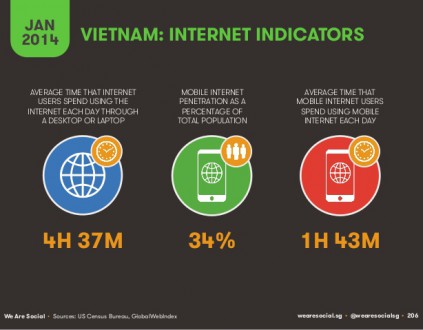 JAN
2014
VIETNAM: INTERNET INDICATORS
AVERAGE TIME THAT INTERNET
USERS SPEND USING THE
INTERNET EACH DAY THROUGH
A DESKTOP OR LAPTOP
MOBILE INTERNET
PENETRATION AS A
PERCENTAGE OF
TOTAL POPULATION
AVERAGE TIME THAT
MOBILE INTERNET USERS
SPEND USING MOBILE
INTERNET EACH DAY
4H 37M
34%
1H 43M
We Are Social · Sources: US Census Bureau, GlobalWebIndex
wearesocial.sg · @wearesocialsg · 206